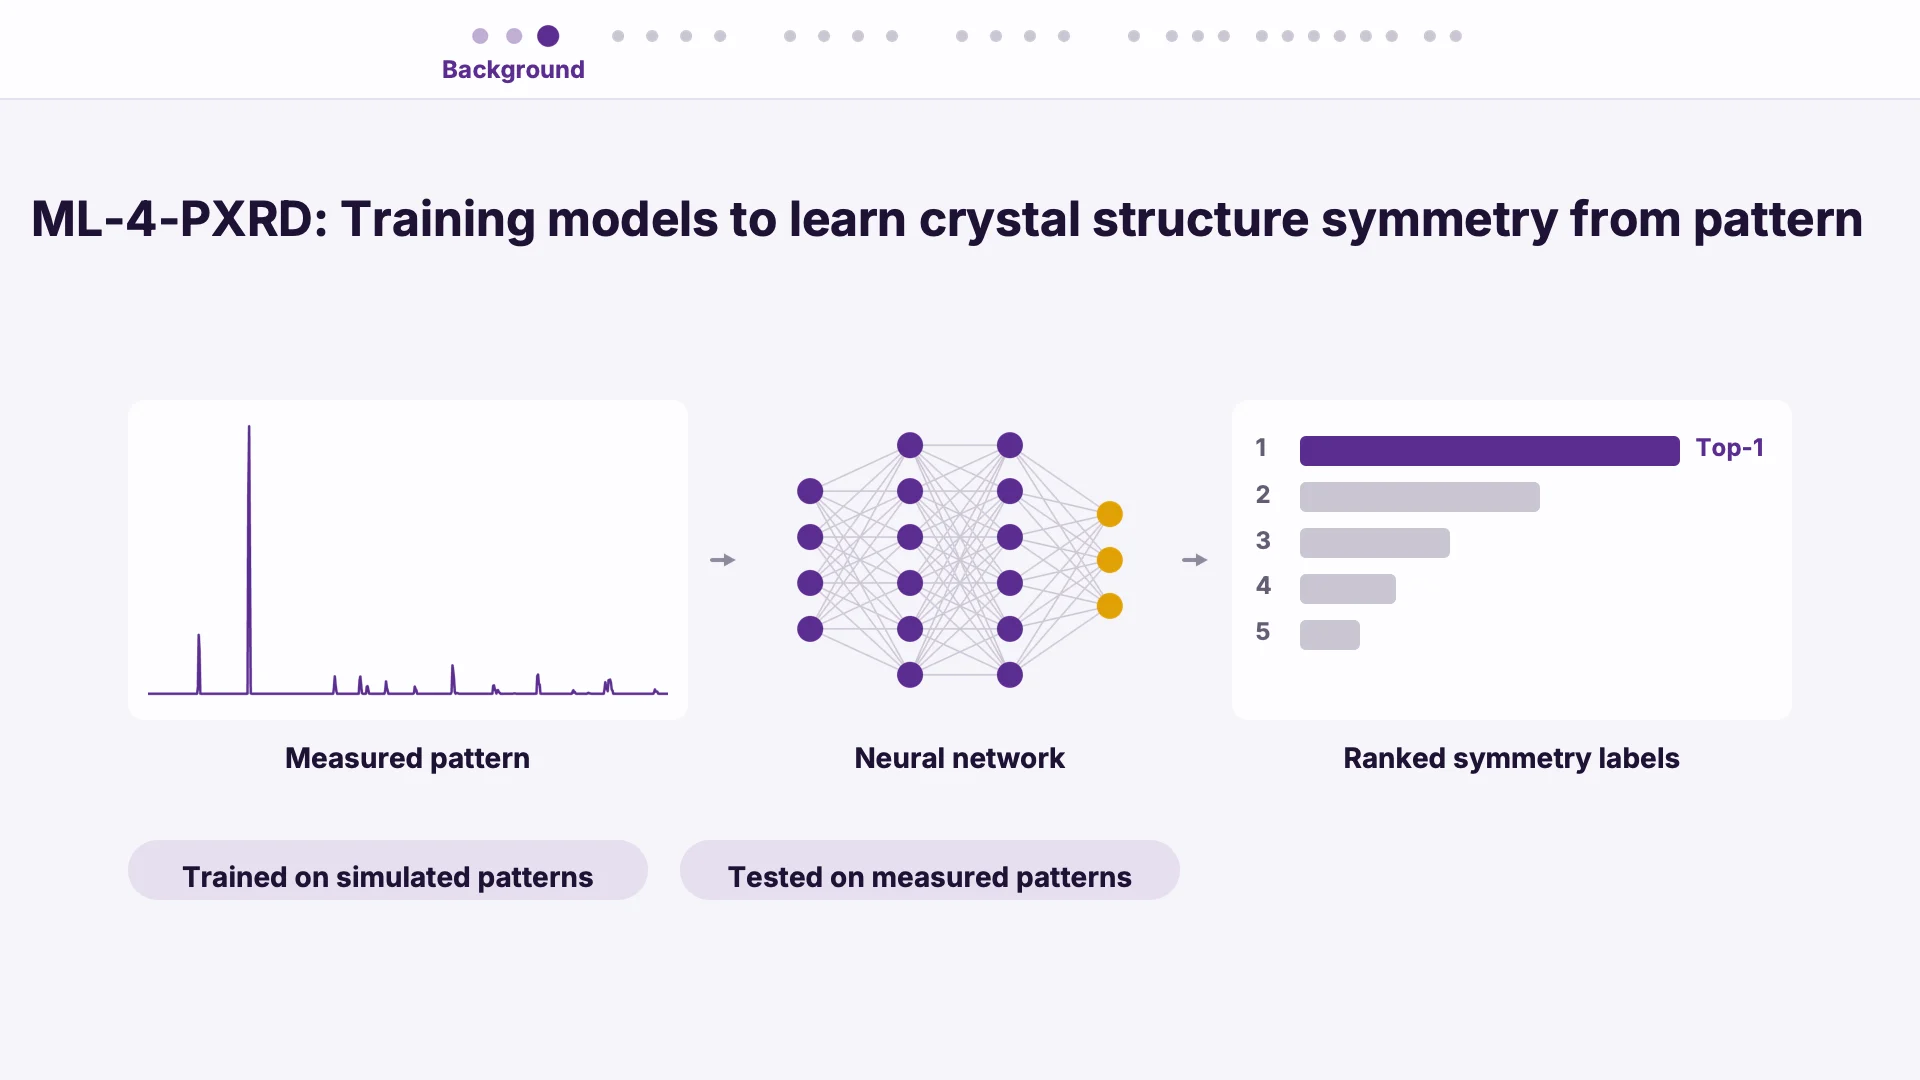 Background
ML-4-PXRD: Training models to learn crystal structure symmetry from pattern
1
Top-1
2
3
4
5
Measured pattern
Neural network
Ranked symmetry labels
Trained on simulated patterns
Tested on measured patterns